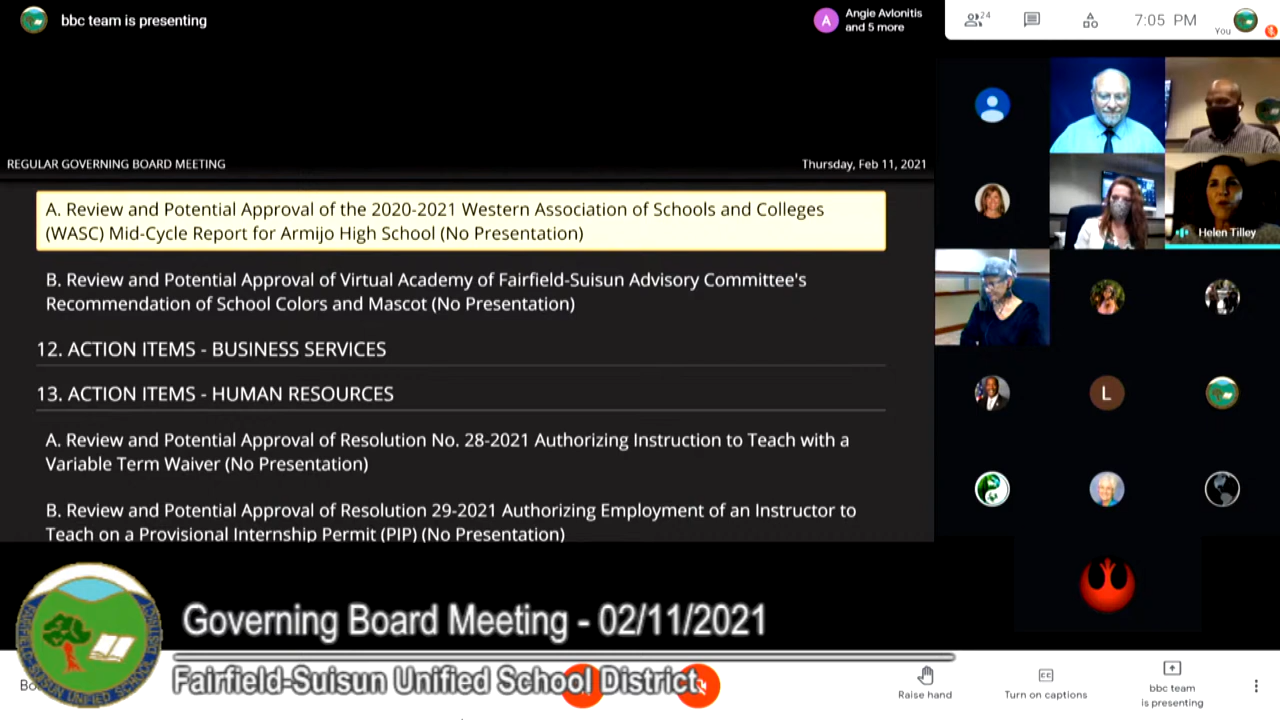 bbc team is presenting
A
Angie Avlonitis
and 5 more
24
7:05 PM
You
REGULAR GOVERNING BOARD MEETING
Thursday, Feb 11, 2021
A. Review and Potential Approval of the 2020-2021 Western Association of Schools and Colleges
(WASC) Mid-Cycle Report for Armijo High School (No Presentation)
B. Review and Potential Approval of Virtual Academy of Fairfield-Suisun Advisory Committee's
Recommendation of School Colors and Mascot (No Presentation)
12. ACTION ITEMS - BUSINESS SERVICES
13. ACTION ITEMS - HUMAN RESOURCES
A. Review and Potential Approval of Resolution No. 28-2021 Authorizing Instruction to Teach with a
Variable Term Waiver (No Presentation)
B. Review and Potential Approval of Resolution 29-2021 Authorizing Employment of an Instructor to
Teach on a Provisional Internship Permit (PIP) (No Presentation)
Helen Tilley
L
Governing Board Meeting - 02/11/2021
Fairfield-Suisun Unified School District
FAIRFIELD-SUISUN UNIFIED SCHOOL DISTRICT
Raise hand
CC
Turn on captions
bbc team
is presenting